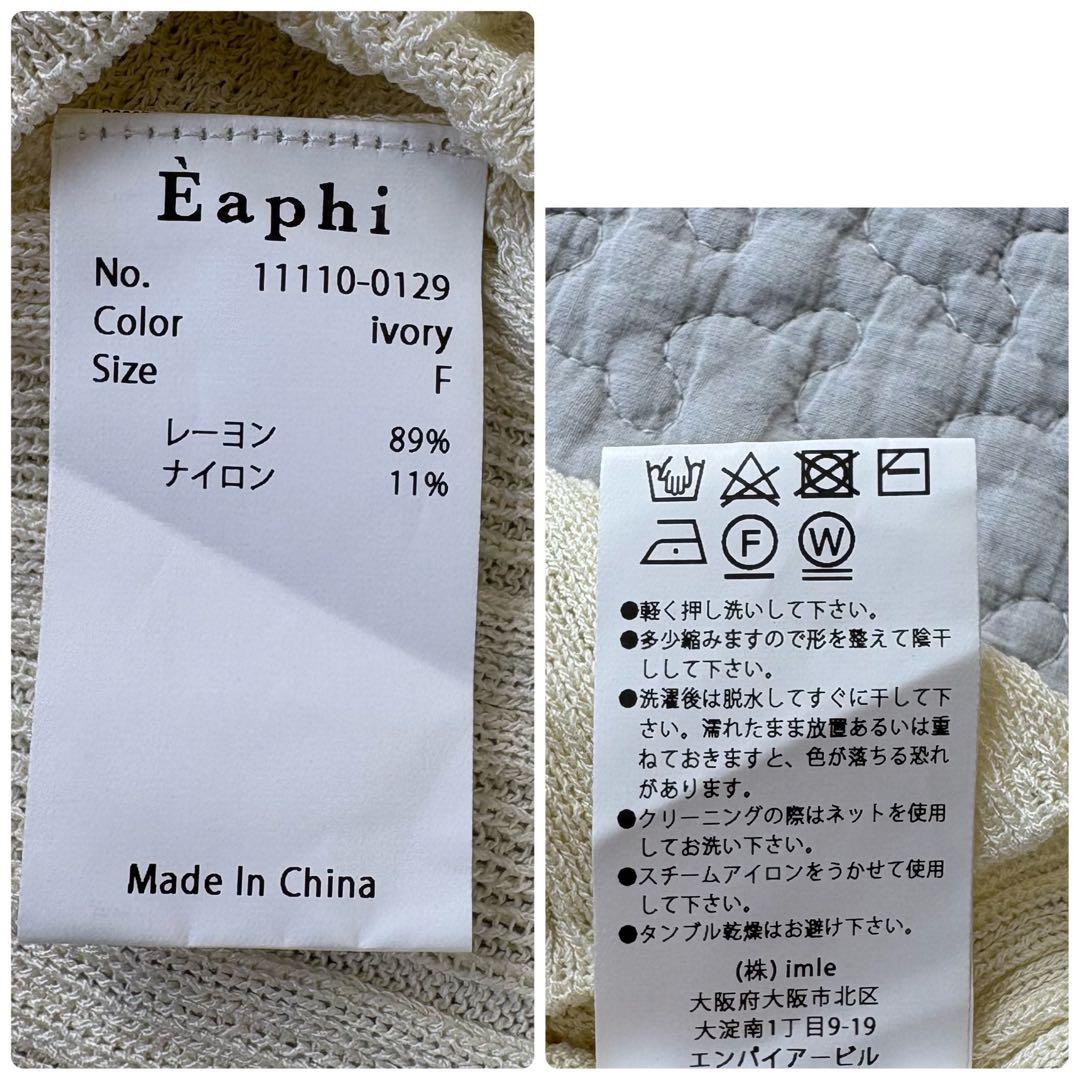 Èaphi
No. 11110-0129
Color ivory
Size F
レーヨン 89%
ナイロン 11%
Made In China
F W
●軽く押し洗いして下さい。
●多少縮みますので形を整えて陰干
 しして下さい。
●洗濯後は脱水してすぐに干して下
さい。濡れたまま放置あるいは重
ねておきますと、色が落ちる恐れ
があります。
●クリーニングの際はネットを使用
してお洗い下さい。
●スチームアイロンをうかせて使用
して下さい。
●タンブル乾燥はお避け下さい。
(株) imle
大阪府大阪市北区
大淀南1丁目9-19
エンパイアービル